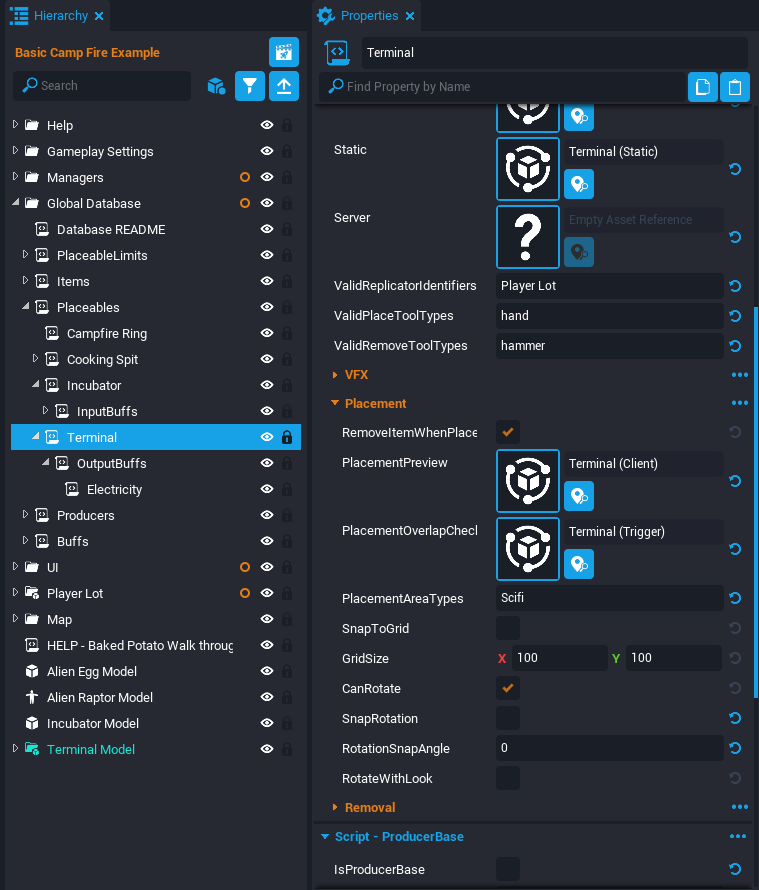 Hierarchy
Basic Camp Fire Example
Search
Help
Gameplay Settings
Managers
Global Database
Database README
PlaceableLimits
Items
Placeables
Campfire Ring
Cooking Spit
Incubator
InputBuffs
Terminal
OutputBuffs
Electricity
Producers
Buffs
UI
Player Lot
Map
HELP - Baked Potato Walk throug
Alien Egg Model
Alien Raptor Model
Incubator Model
Terminal Model
Properties
Terminal
Find Property by Name
Static
Terminal (Static)
Server
Empty Asset Reference
ValidReplicatorIdentifiers
Player Lot
ValidPlaceToolTypes
hand
ValidRemoveToolTypes
hammer
VFX
Placement
RemoveItemWhenPlace
PlacementPreview
Terminal (Client)
PlacementOverlapChecl
Terminal (Trigger)
PlacementAreaTypes
Scifi
SnapToGrid
GridSize
X 100 Y 100
CanRotate
SnapRotation
RotationSnapAngle
0
RotateWithLook
Removal
Script - ProducerBase
IsProducerBase